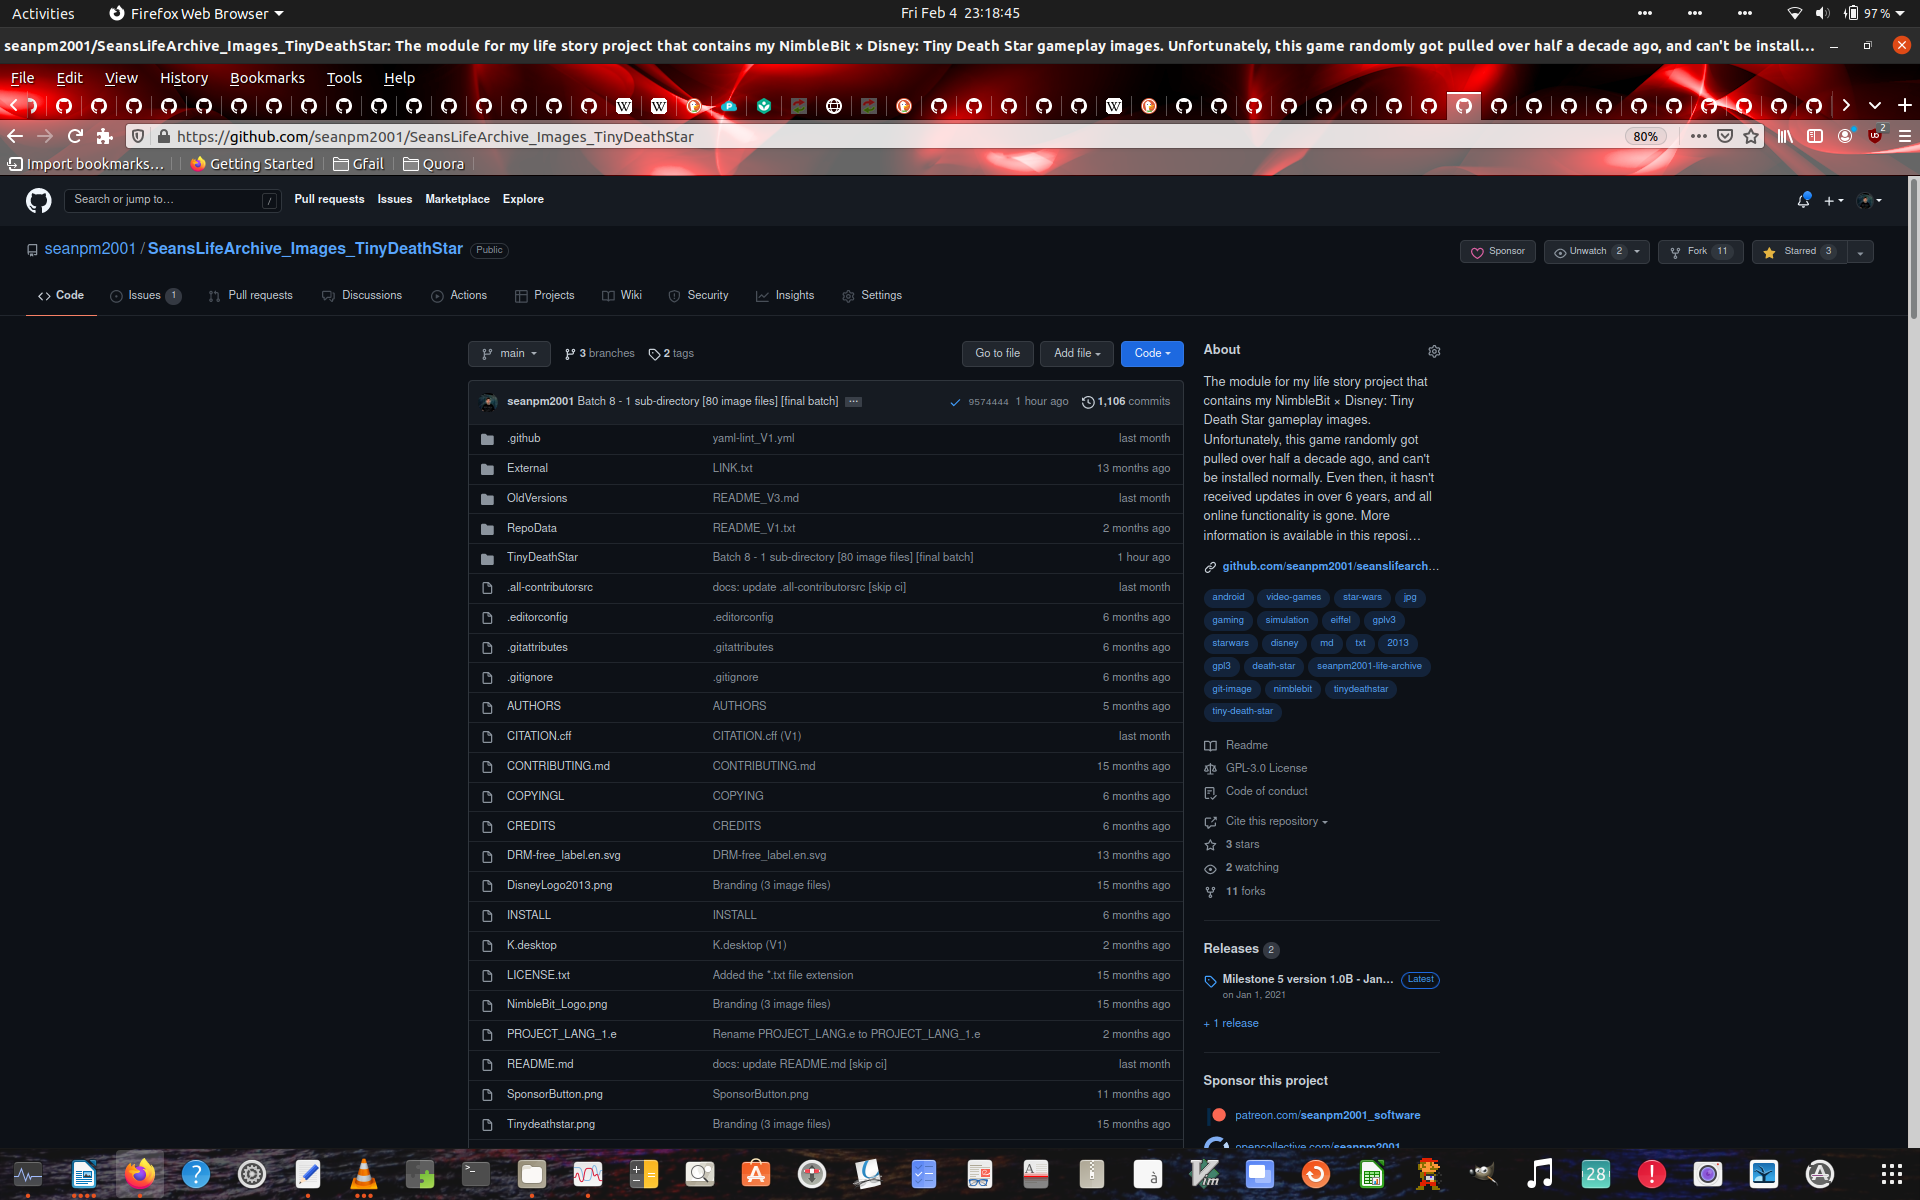 Activities Firefox Web Browser Fri Feb 4 23:18:45 97 %
seanpm2001/SeansLifeArchive_Images_TinyDeathStar: The module for my life story project that contains my NimbleBit × Disney: Tiny Death Star gameplay images. Unfortunately, this game randomly got pulled over half a decade ago, and can't be install…
File Edit View History Bookmarks Tools Help
https://github.com/seanpm2001/SeansLifeArchive_Images_TinyDeathStar 80% 2
Import bookmarks… Getting Started Gfail Quora
Search or jump to… / Pull requests Issues Marketplace Explore
seanpm2001 / SeansLifeArchive_Images_TinyDeathStar Public Sponsor Unwatch 2 Fork 11 Starred 3
Code Issues 1 Pull requests Discussions Actions Projects Wiki Security Insights Settings
main 3 branches 2 tags Go to file Add file Code
seanpm2001 Batch 8 - 1 sub-directory [80 image files] [final batch] 9574444 1 hour ago 1,106 commits
.github yaml-lint_V1.yml last month
External LINK.txt 13 months ago
OldVersions README_V3.md last month
RepoData README_V1.txt 2 months ago
TinyDeathStar Batch 8 - 1 sub-directory [80 image files] [final batch] 1 hour ago
.all-contributorsrc docs: update .all-contributorsrc [skip ci] last month
.editorconfig .editorconfig 6 months ago
.gitattributes .gitattributes 6 months ago
.gitignore .gitignore 6 months ago
AUTHORS AUTHORS 5 months ago
CITATION.cff CITATION.cff (V1) last month
CONTRIBUTING.md CONTRIBUTING.md 15 months ago
COPYINGL COPYING 6 months ago
CREDITS CREDITS 6 months ago
DRM-free_label.en.svg DRM-free_label.en.svg 13 months ago
DisneyLogo2013.png Branding (3 image files) 15 months ago
INSTALL INSTALL 6 months ago
K.desktop K.desktop (V1) 2 months ago
LICENSE.txt Added the *.txt file extension 15 months ago
NimbleBit_Logo.png Branding (3 image files) 15 months ago
PROJECT_LANG_1.e Rename PROJECT_LANG.e to PROJECT_LANG_1.e 2 months ago
README.md docs: update README.md [skip ci] last month
SponsorButton.png SponsorButton.png 11 months ago
Tinydeathstar.png Branding (3 image files) 15 months ago
About
The module for my life story project that
contains my NimbleBit × Disney: Tiny
Death Star gameplay images.
Unfortunately, this game randomly got
pulled over half a decade ago, and can't
be installed normally. Even then, it hasn't
received updates in over 6 years, and all
online functionality is gone. More
information is available in this reposi…
github.com/seanpm2001/seanslifearch…
android video-games star-wars jpg
gaming simulation eiffel gplv3
starwars disney md txt 2013
gpl3 death-star seanpm2001-life-archive
git-image nimblebit tinydeathstar
tiny-death-star
Readme
GPL-3.0 License
Code of conduct
Cite this repository
3 stars
2 watching
11 forks
Releases 2
Milestone 5 version 1.0B - Jan… Latest
on Jan 1, 2021
+ 1 release
Sponsor this project
patreon.com/seanpm2001_software
opencollective.com/seanpm2001
28